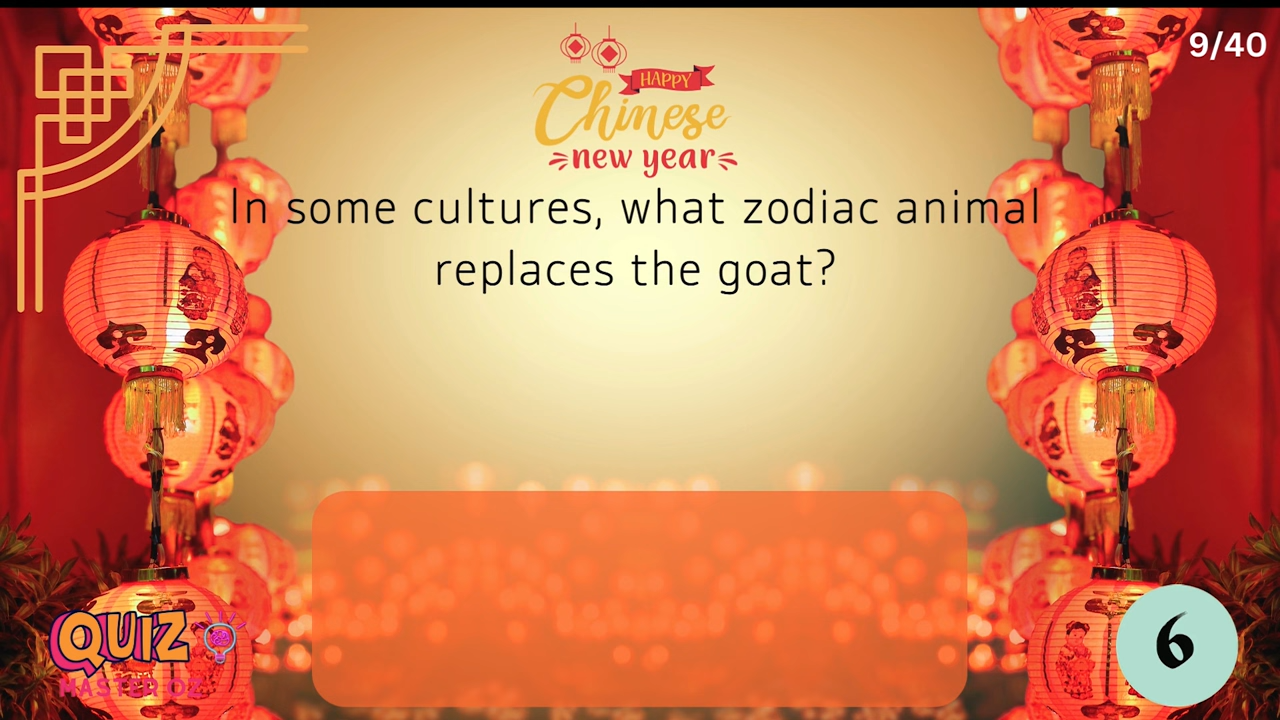 9/40
HAPPY
Chinese
new year
In some cultures, what zodiac animal
replaces the goat?
QUIZ
MASTER OZ
6